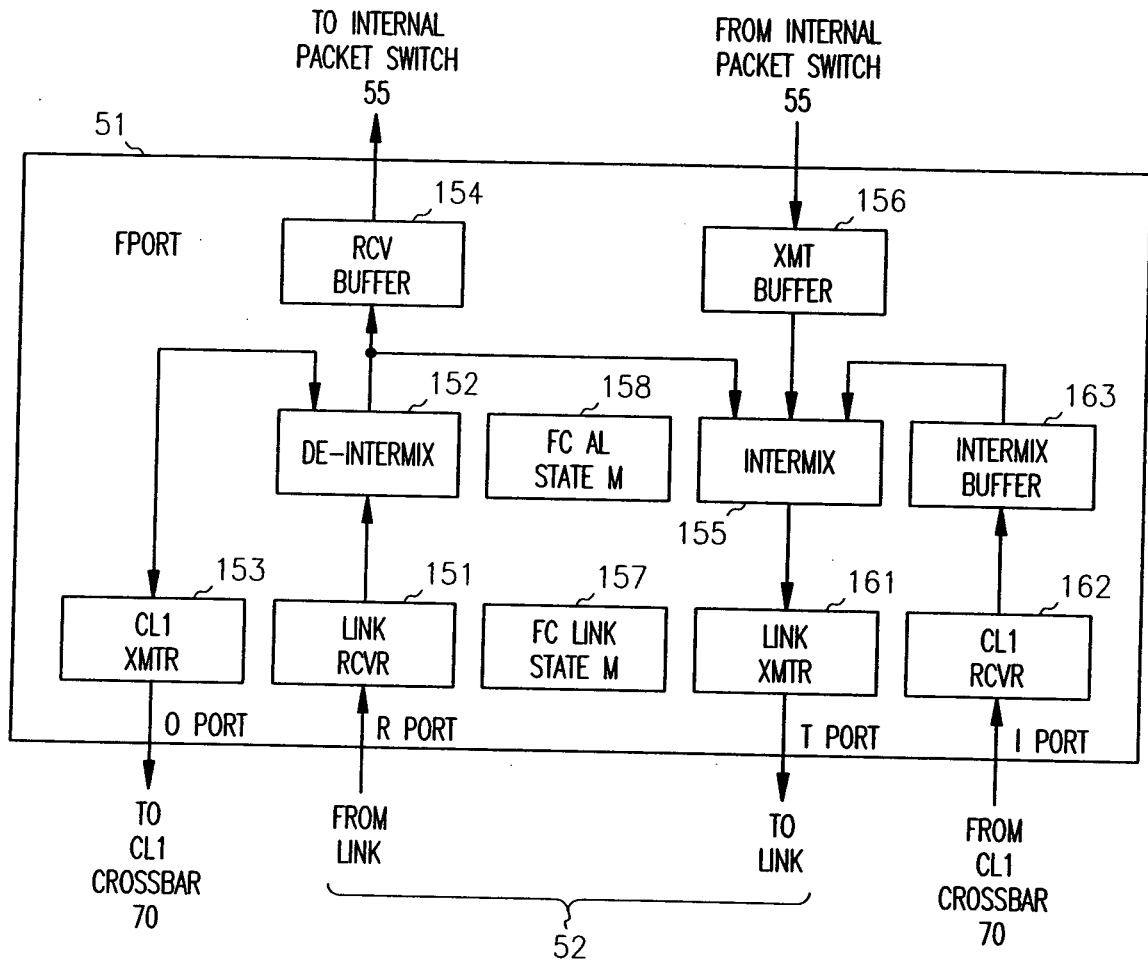 TO INTERNAL
PACKET SWITCH
55
FROM INTERNAL
PACKET SWITCH
55
51
FPORT
154
RCV
BUFFER
156
XMT
BUFFER
152
DE-INTERMIX
158
FC AL
STATE M
INTERMIX
155
163
INTERMIX
BUFFER
153
CL1
XMTR
151
LINK
RCVR
157
FC LINK
STATE M
161
LINK
XMTR
162
CL1
RCVR
O PORT
R PORT
T PORT
I PORT
TO
CL1
CROSSBAR
70
FROM
LINK
TO
LINK
FROM
CL1
CROSSBAR
70
52